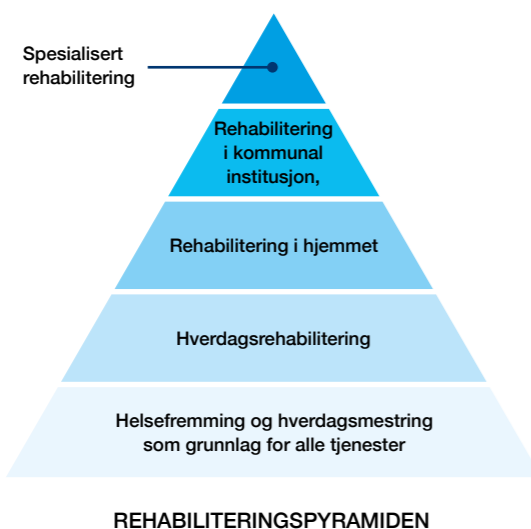 Spesialisert
rehabilitering
Rehabilitering
i kommunal
institusjon,
Rehabilitering i hjemmet
Hverdagsrehabilitering
Helsefremming og hverdagsmestring
som grunnlag for alle tjenester
REHABILITERINGSPYRAMIDEN